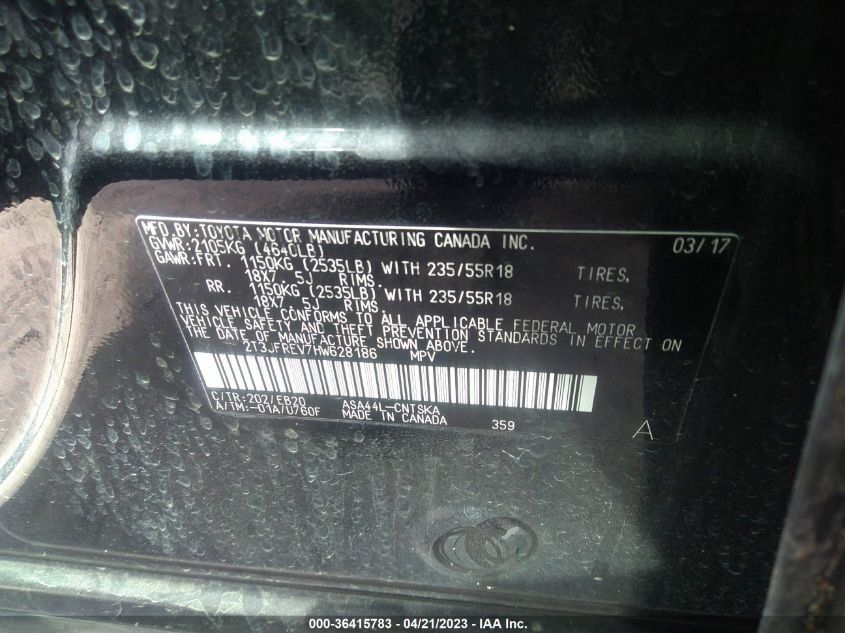 MFD.BY:TOYOTA MOTOR MANUFACTURING CANADA INC. 03/17
GVWR:2105KG (4640LB)
GAWR:FRT. 1150KG (2535LB) WITH 235/55R18 TIRES,
18X7 5J RIMS.
RR. 1150KG (2535LB) WITH 235/55R18 TIRES,
18X7 5J RIMS.
THIS VEHICLE CONFORMS TO ALL APPLICABLE FEDERAL MOTOR
VEHICLE SAFETY AND THEFT PREVENTION STANDARDS IN EFFECT ON
THE DATE OF MANUFACTURE SHOWN ABOVE.
2T3JFREV7HW628186 MPV
C/TR:202/EB20 ASA44L-CNTSKA
A/TM:-01A/U760F MADE IN CANADA 359 A
000-36415783 - 04/21/2023 - IAA Inc.